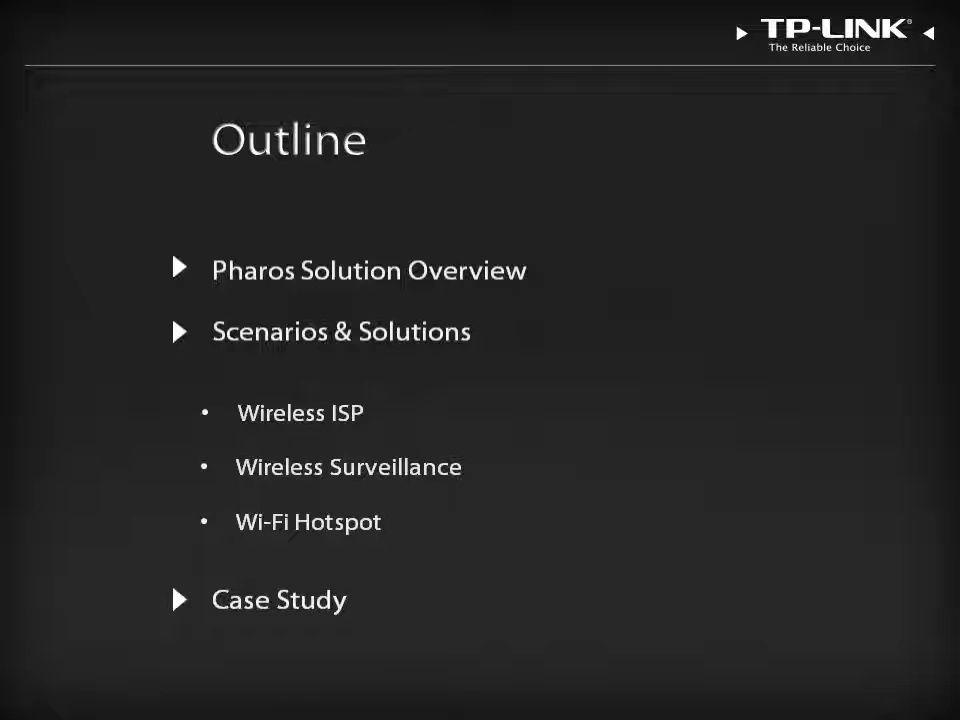 TP-LINK®
The Reliable Choice
Outline
Pharos Solution Overview
Scenarios & Solutions
• Wireless ISP
• Wireless Surveillance
• Wi-Fi Hotspot
Case Study